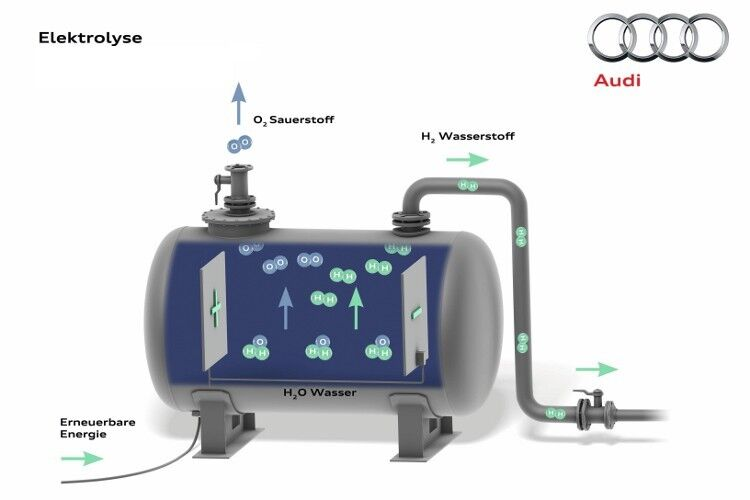 Elektrolyse
Audi
O2 Sauerstoff
H2 Wasserstoff
H H
O O
H H
O O
O O
H H
O O
H H
H H
H H
O
H H
O
H H
O
H H
H H
H2O Wasser
Erneuerbare
Energie
H H